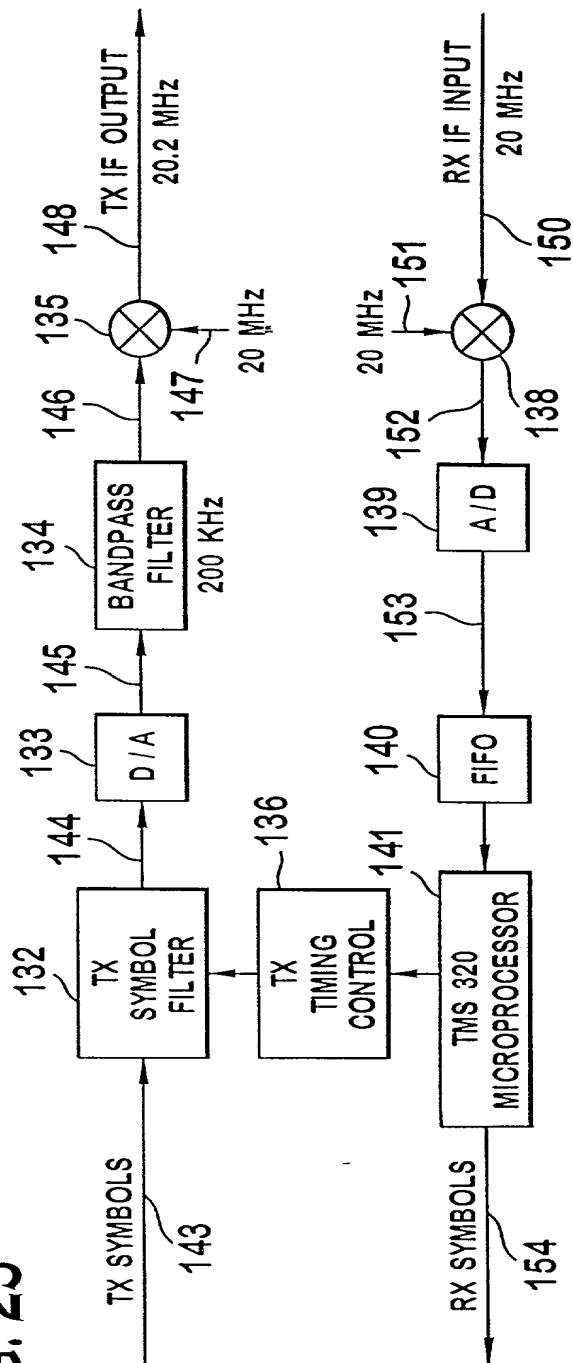 TX SYMBOLS
143
132
TX
SYMBOL
FILTER
144
133
D/A
145
134
BANDPASS
FILTER
200 KHz
146
135
147
20 MHz
148
TX IF OUTPUT
20.2 MHz
136
TX
TIMING
CONTROL
RX SYMBOLS
154
141
TMS 320
MICROPROCESSOR
140
FIFO
153
139
A/D
152
138
20 MHz
151
150
RX IF INPUT
20 MHz